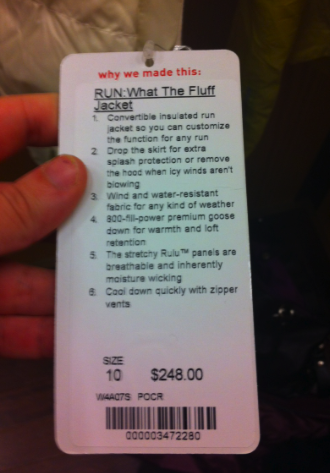 why we made this:
RUN:What The Fluff
Jacket
1. Convertible insulated run
jacket so you can customize
the function for any run
2. Drop the skirt for extra
splash protection or remove
the hood when icy winds aren't
blowing
3. Wind and water-resistant
fabric for any kind of weather
4. 800-fill-power premium goose
down for warmth and loft
retention
5. The stretchy Rulu™ panels are
breathable and inherently
moisture wicking
6. Cool down quickly with zipper
vents
SIZE
10 $248.00
W4A07S POCR
000003472280